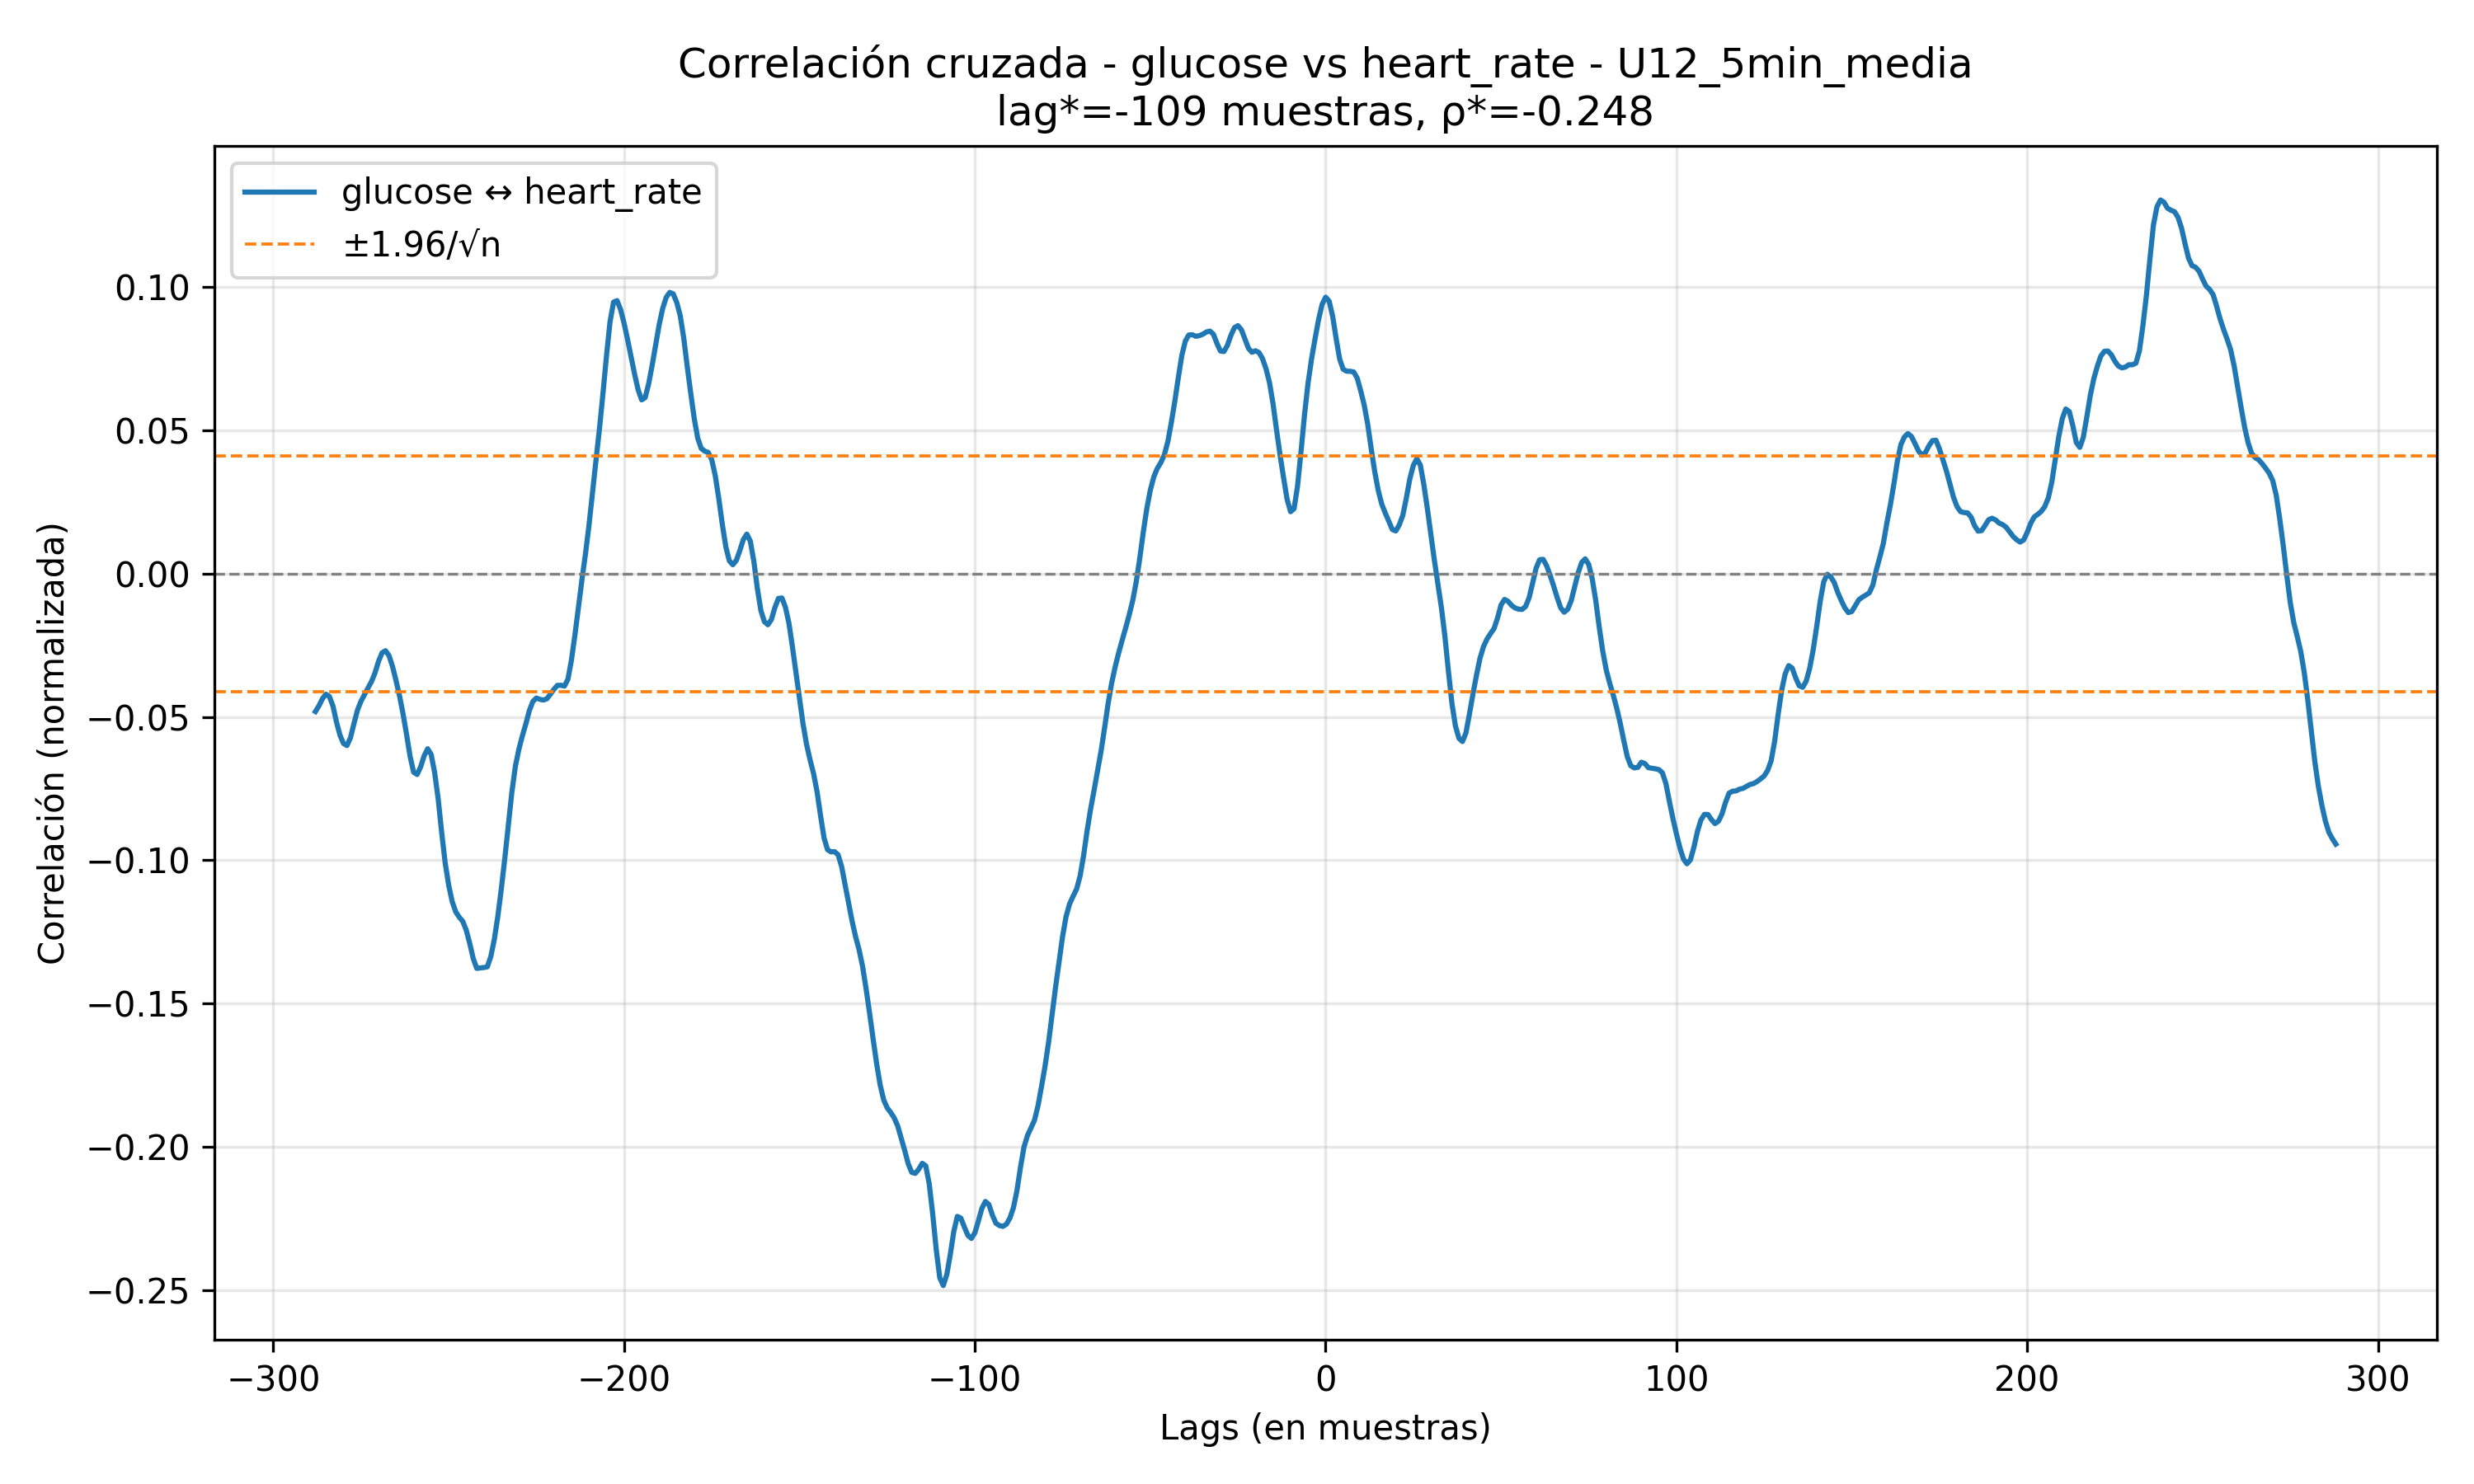 Correlación cruzada - glucose vs heart_rate - U12_5min_media
lag*=-109 muestras, ρ*=-0.248
glucose ↔ heart_rate
±1.96/√n
Correlación (normalizada)
0.10
0.05
0.00
−0.05
−0.10
−0.15
−0.20
−0.25
−300
−200
−100
0
100
200
300
Lags (en muestras)